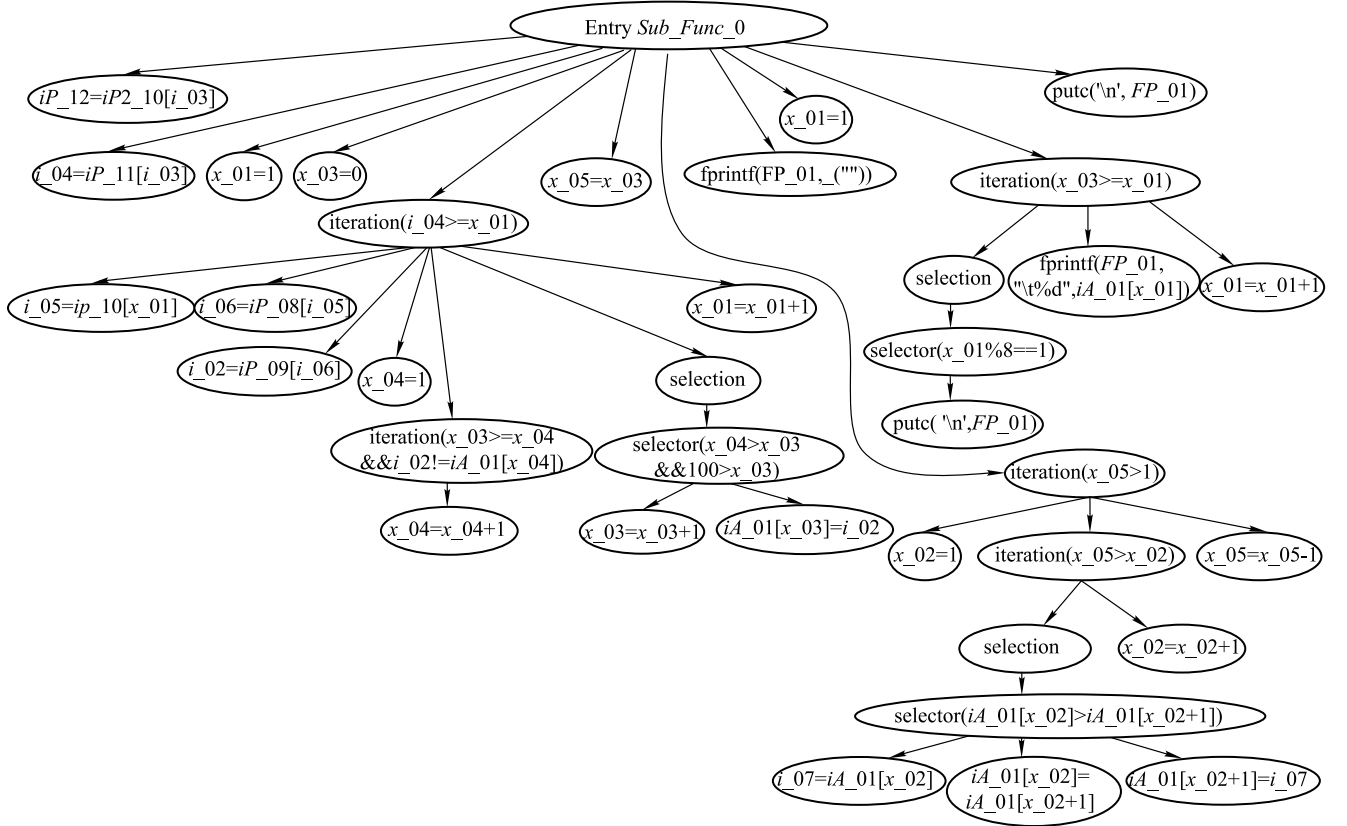 Entry Sub_Func_0
iP_12=iP2_10[i_03]
putc('\n', FP_01)
x_01=1
i_04=iP_11[i_03]
x_01=1
x_03=0
x_05=x_03
fprintf(FP_01,_(""))
iteration(x_03>=x_01)
iteration(i_04>=x_01)
selection
fprintf(FP_01,
"\t%d",iA_01[x_01])
x_01=x_01+1
i_05=ip_10[x_01]
i_06=iP_08[i_05]
x_01=x_01+1
selector(x_01%8==1)
i_02=iP_09[i_06]
x_04=1
selection
putc( '\n',FP_01)
iteration(x_03>=x_04
&&i_02!=iA_01[x_04])
selector(x_04>x_03
&&100>x_03)
iteration(x_05>1)
x_04=x_04+1
x_03=x_03+1
iA_01[x_03]=i_02
x_02=1
iteration(x_05>x_02)
x_05=x_05-1
selection
x_02=x_02+1
selector(iA_01[x_02]>iA_01[x_02+1])
i_07=iA_01[x_02]
iA_01[x_02]=
iA_01[x_02+1]
iA_01[x_02+1]=i_07